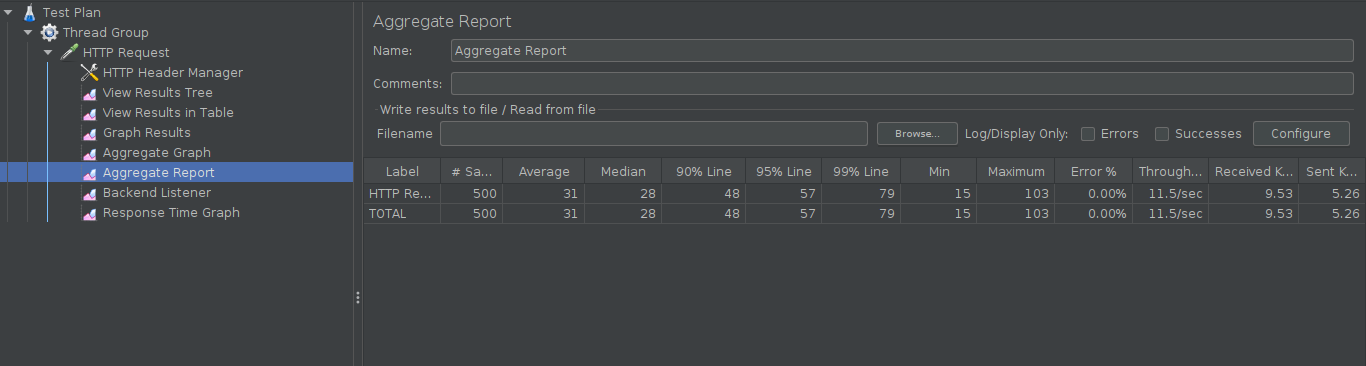 Test Plan
Thread Group
HTTP Request
HTTP Header Manager
View Results Tree
View Results in Table
Graph Results
Aggregate Graph
Aggregate Report
Backend Listener
Response Time Graph
Aggregate Report
Name: Aggregate Report
Comments:
Write results to file / Read from file
Filename Browse... Log/Display Only: Errors Successes Configure
Label # Sa... Average Median 90% Line 95% Line 99% Line Min Maximum Error % Through... Received K... Sent K...
HTTP Re... 500 31 28 48 57 79 15 103 0.00% 11.5/sec 9.53 5.26
TOTAL 500 31 28 48 57 79 15 103 0.00% 11.5/sec 9.53 5.26